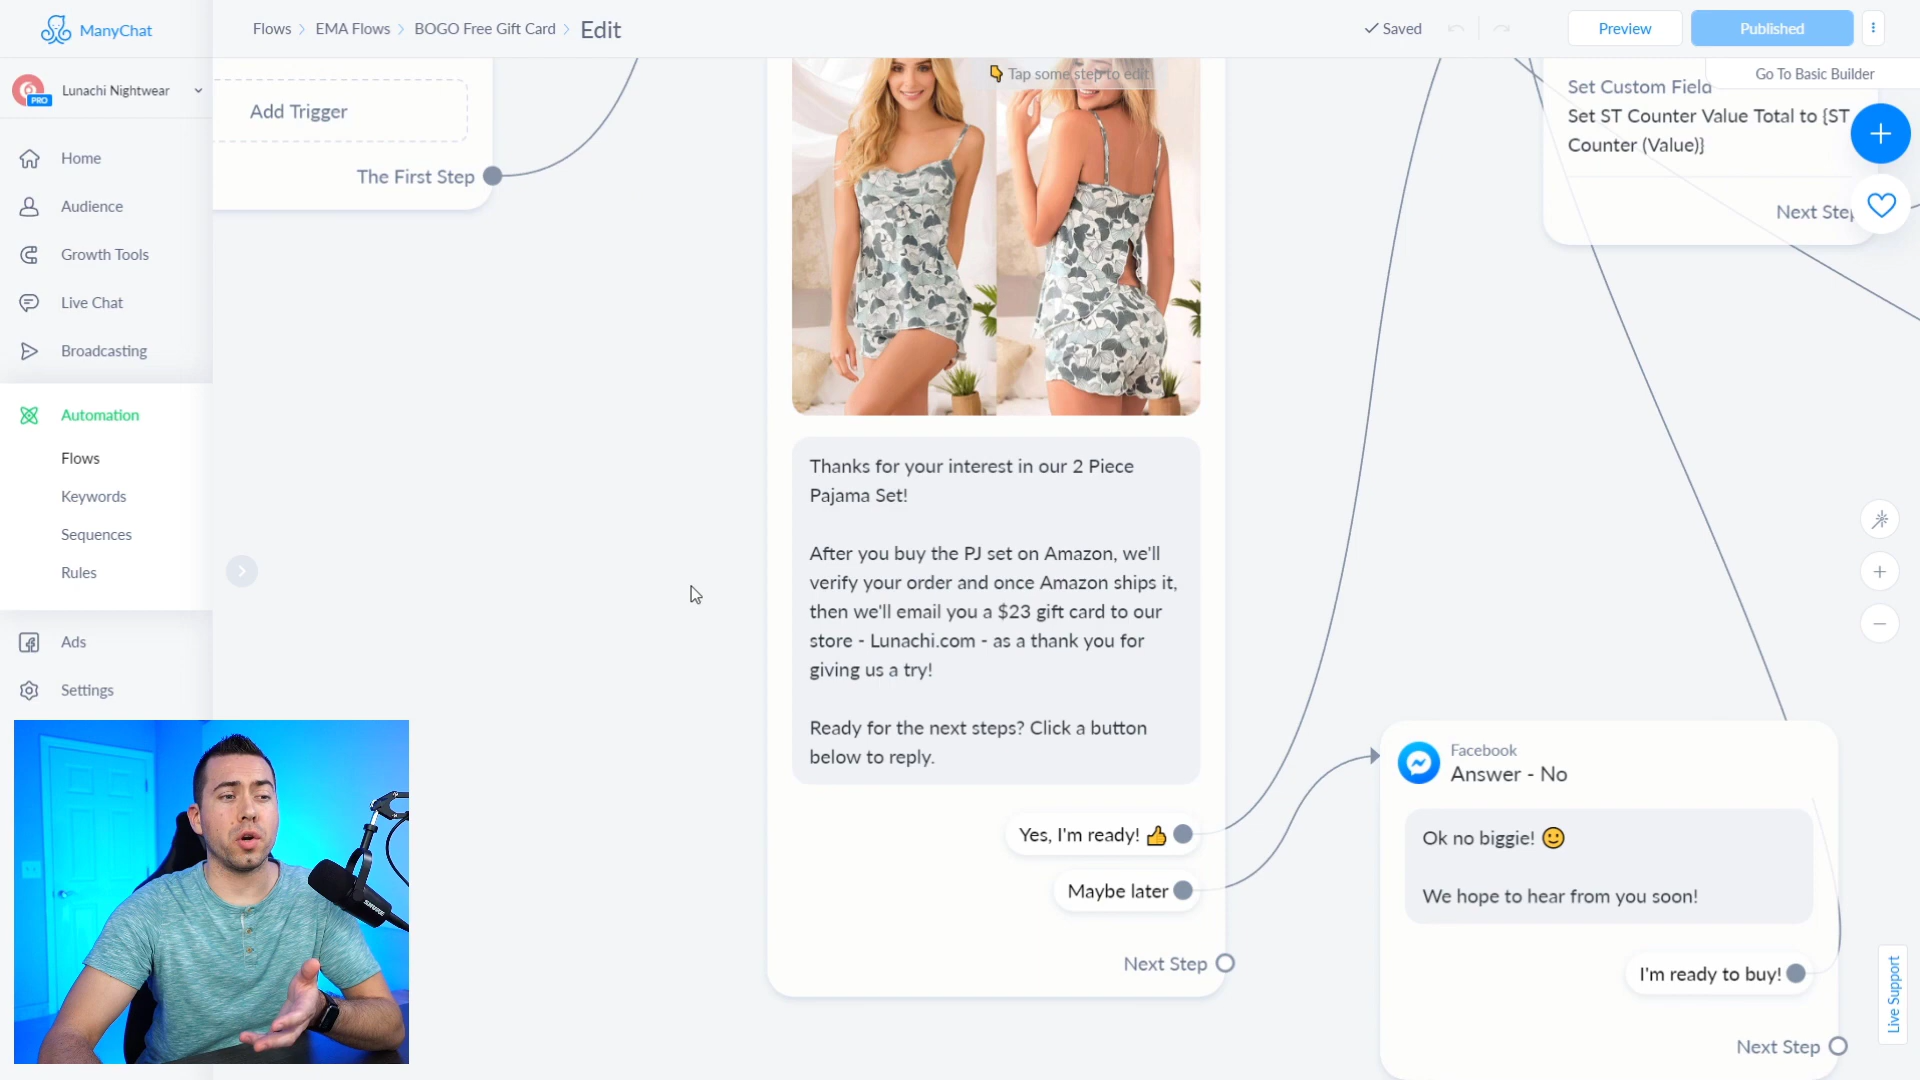 ManyChat
Flows
EMA Flows
BOGO Free Gift Card
Edit
Saved
Preview
Published
Lunachi Nightwear
PRO
Go To Basic Builder
Home
Audience
Growth Tools
Live Chat
Broadcasting
Automation
Flows
Keywords
Sequences
Rules
Ads
Settings
Add Trigger
The First Step
Tap some step to edit
Thanks for your interest in our 2 Piece
Pajama Set!
After you buy the PJ set on Amazon, we'll
verify your order and once Amazon ships it,
then we'll email you a $23 gift card to our
store - Lunachi.com - as a thank you for
giving us a try!
Ready for the next steps? Click a button
below to reply.
Yes, I'm ready! 👍
Maybe later
Next Step
Set Custom Field
Set ST Counter Value Total to {ST
Counter (Value)}
Next Step
Facebook
Answer - No
Ok no biggie! 🙂
We hope to hear from you soon!
I'm ready to buy!
Next Step
Live Support
SHURE